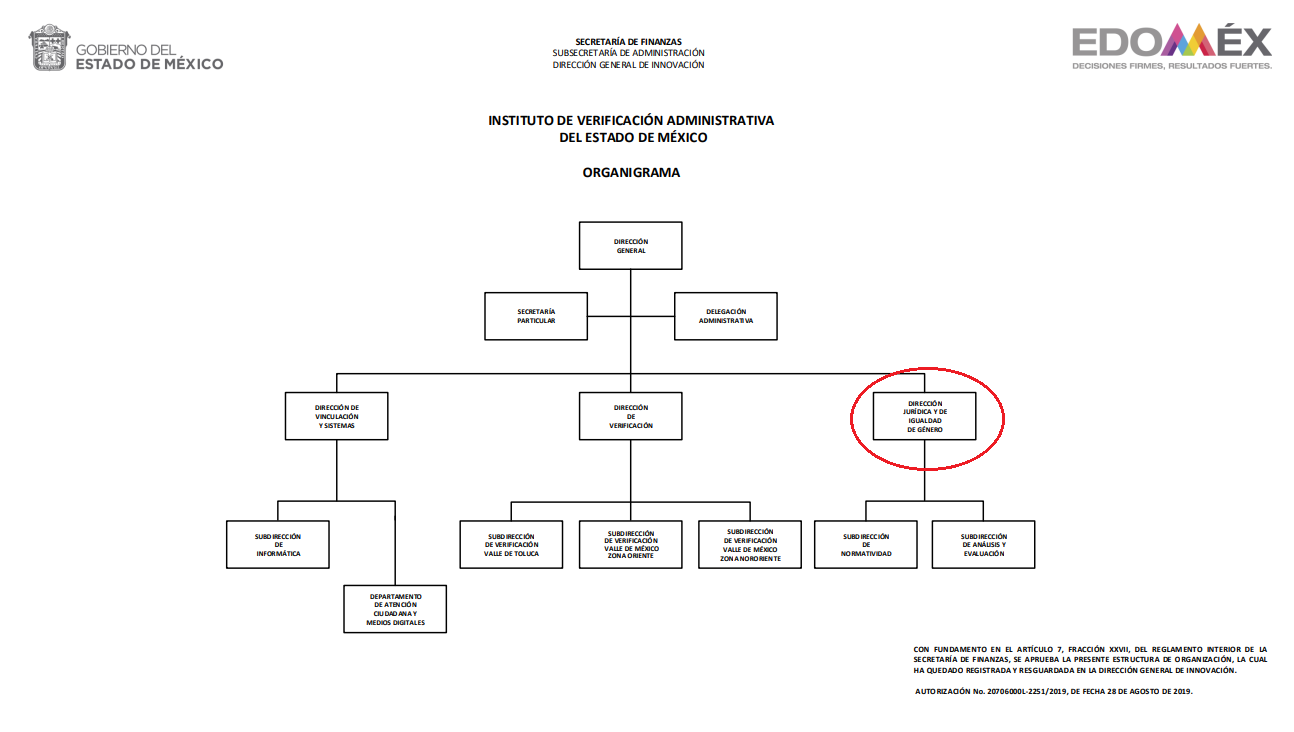 GOBIERNO DEL
ESTADO DE MÉXICO
SECRETARÍA DE FINANZAS
SUBSECRETARÍA DE ADMINISTRACIÓN
DIRECCIÓN GENERAL DE INNOVACIÓN
EDOMÉX
DECISIONES FIRMES, RESULTADOS FUERTES.
INSTITUTO DE VERIFICACIÓN ADMINISTRATIVA
DEL ESTADO DE MÉXICO
ORGANIGRAMA
DIRECCIÓN
GENERAL
SECRETARÍA
PARTICULAR
DELEGACIÓN
ADMINISTRATIVA
DIRECCIÓN DE
VINCULACIÓN
Y SISTEMAS
DIRECCIÓN
DE
VERIFICACIÓN
DIRECCIÓN
JURÍDICA Y DE
IGUALDAD
DE GÉNERO
SUBDIRECCIÓN
DE
INFORMÁTICA
SUBDIRECCIÓN
DE VERIFICACIÓN
VALLE DE TOLUCA
SUBDIRECCIÓN
DE VERIFICACIÓN
VALLE DE MÉXICO
ZONA ORIENTE
SUBDIRECCIÓN
DE VERIFICACIÓN
VALLE DE MÉXICO
ZONA NORORIENTE
SUBDIRECCIÓN
DE
NORMATIVIDAD
SUBDIRECCIÓN
DE ANÁLISIS Y
EVALUACIÓN
DEPARTAMENTO
DE ATENCIÓN
CIUDADANA Y
MEDIOS DIGITALES
CON FUNDAMENTO EN EL ARTÍCULO 7, FRACCIÓN XXVII, DEL REGLAMENTO INTERIOR DE LA
SECRETARÍA DE FINANZAS, SE APRUEBA LA PRESENTE ESTRUCTURA DE ORGANIZACIÓN, LA CUAL
HA QUEDADO REGISTRADA Y RESGUARDADA EN LA DIRECCIÓN GENERAL DE INNOVACIÓN.
AUTORIZACIÓN No. 20706000L-2251/2019, DE FECHA 28 DE AGOSTO DE 2019.